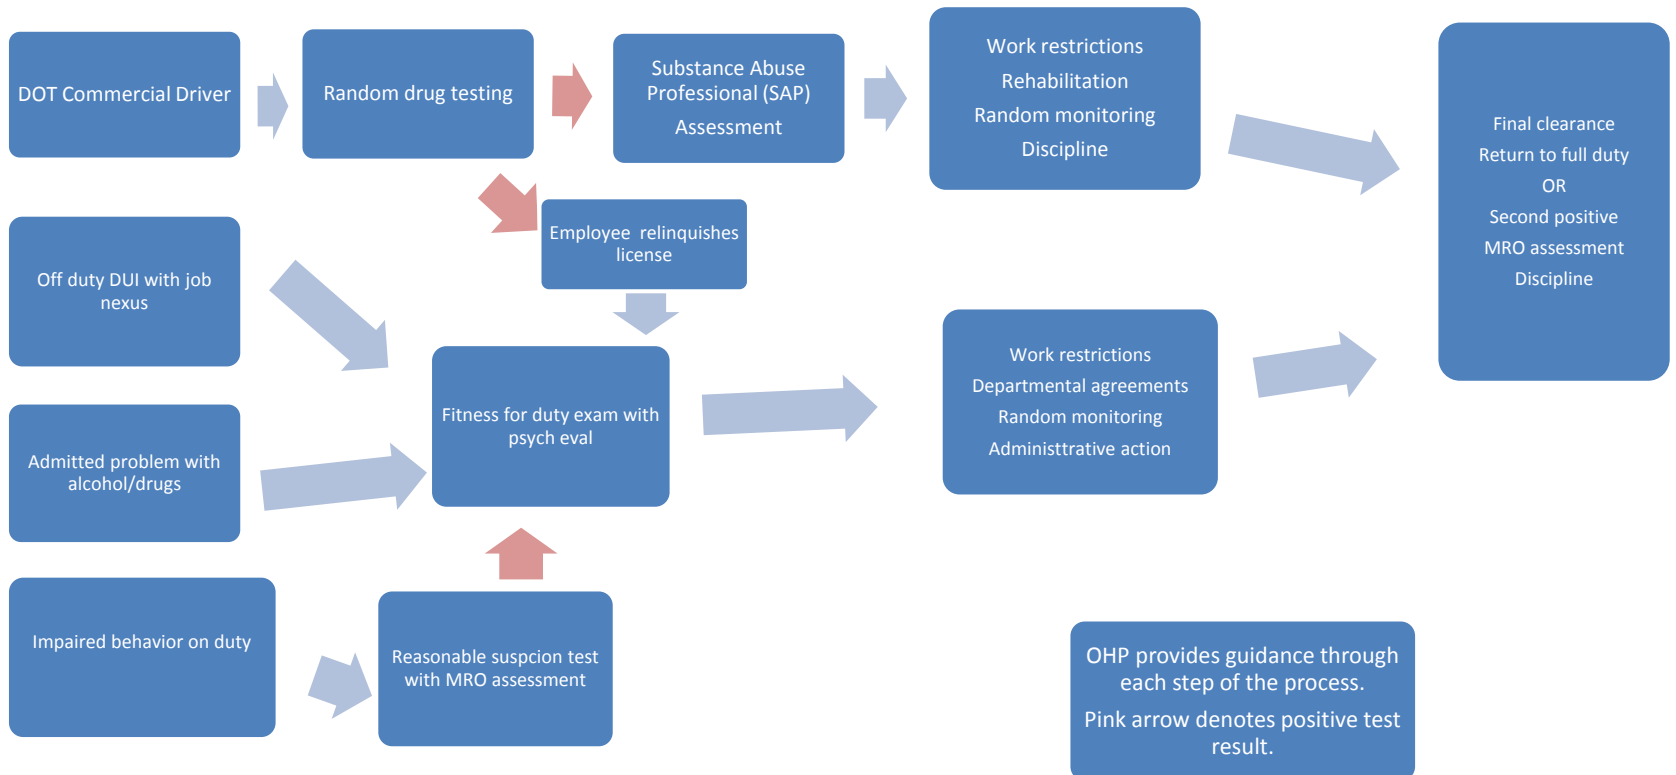 DOT Commercial Driver
Random drug testing
Substance Abuse
Professional (SAP)
Assessment
Work restrictions
Rehabilitation
Random monitoring
Discipline
Final clearance
Return to full duty
OR
Second positive
MRO assessment
Discipline
Employee relinquishes
license
Off duty DUI with job
nexus
Fitness for duty exam with
psych eval
Work restrictions
Departmental agreements
Random monitoring
Administtrative action
Admitted problem with
alcohol/drugs
Impaired behavior on duty
Reasonable suspcion test
with MRO assessment
OHP provides guidance through
each step of the process.
Pink arrow denotes positive test
result.